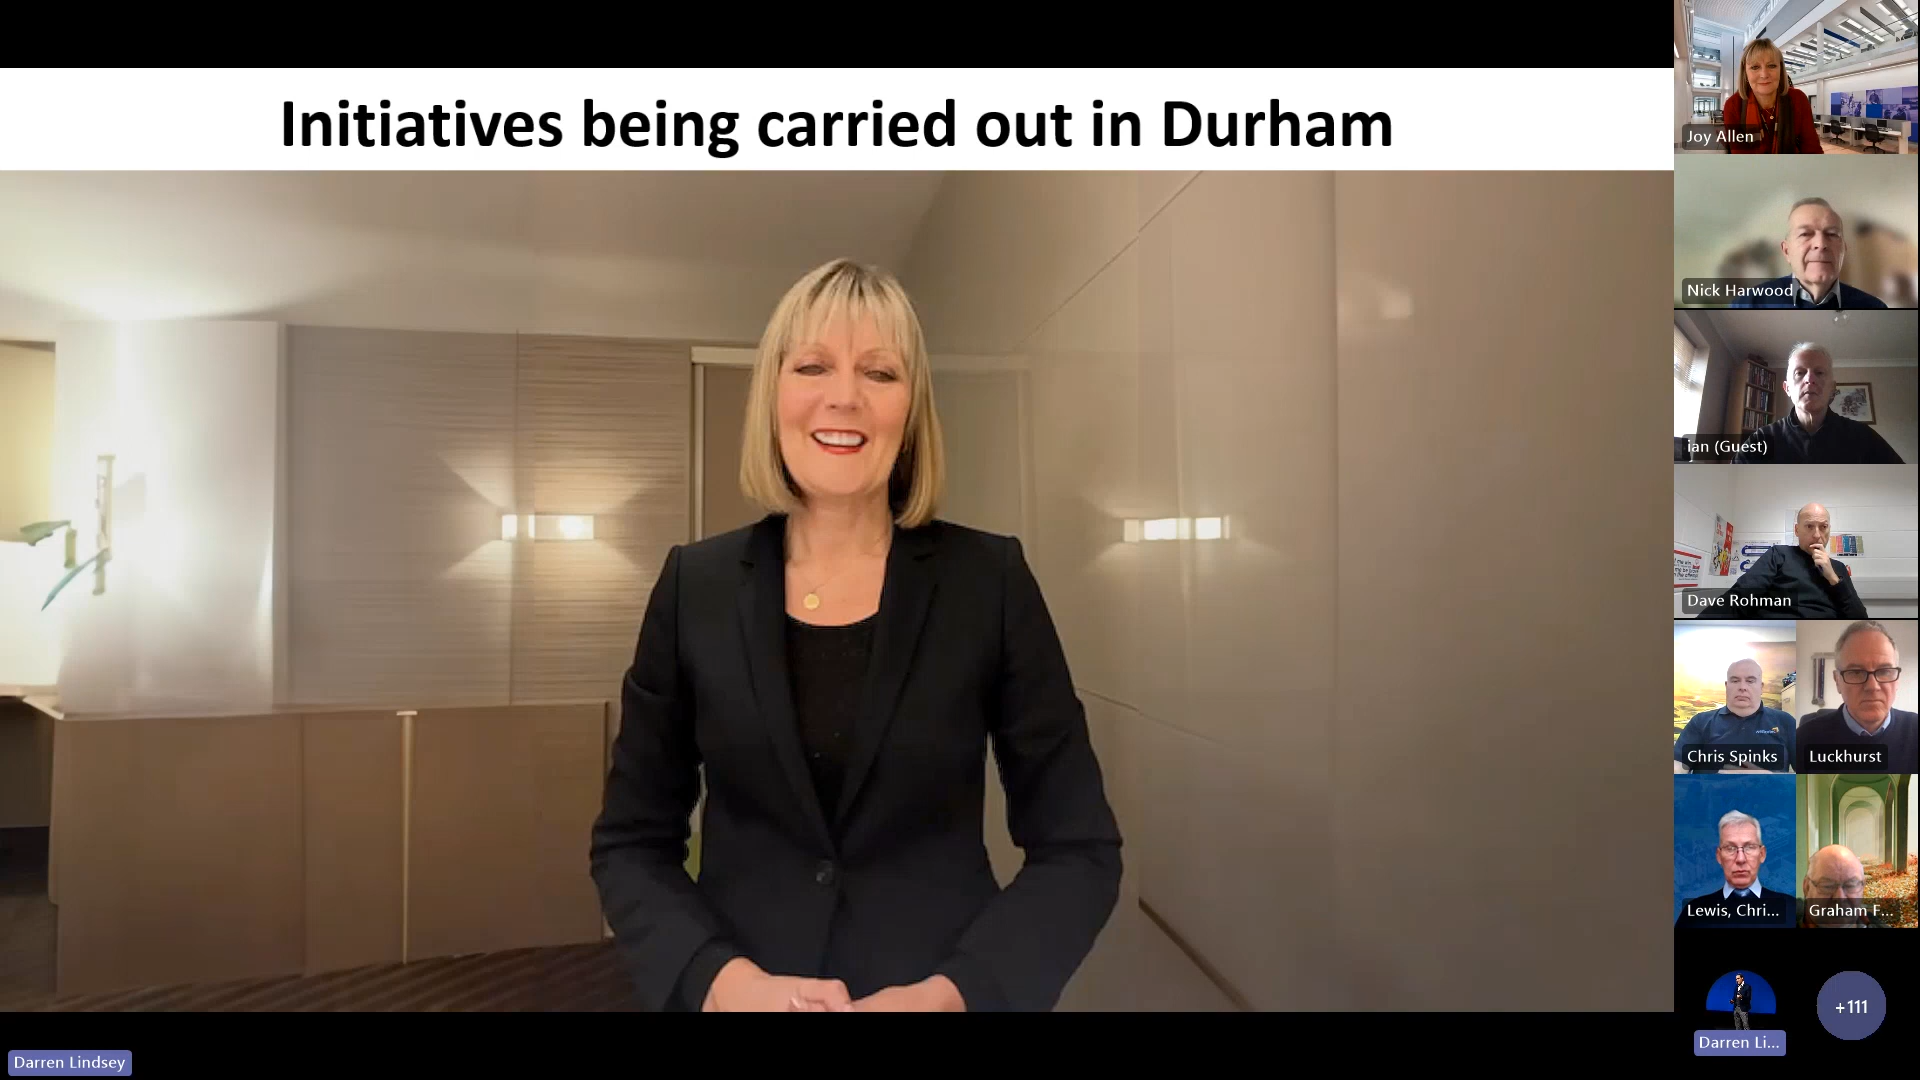 Initiatives being carried out in Durham
Joy Allen
Nick Harwood
ian (Guest)
Dave Rohman
Chris Spinks
Luckhurst
Lewis, Chri...
Graham F...
Darren Li...
+111
Darren Lindsey